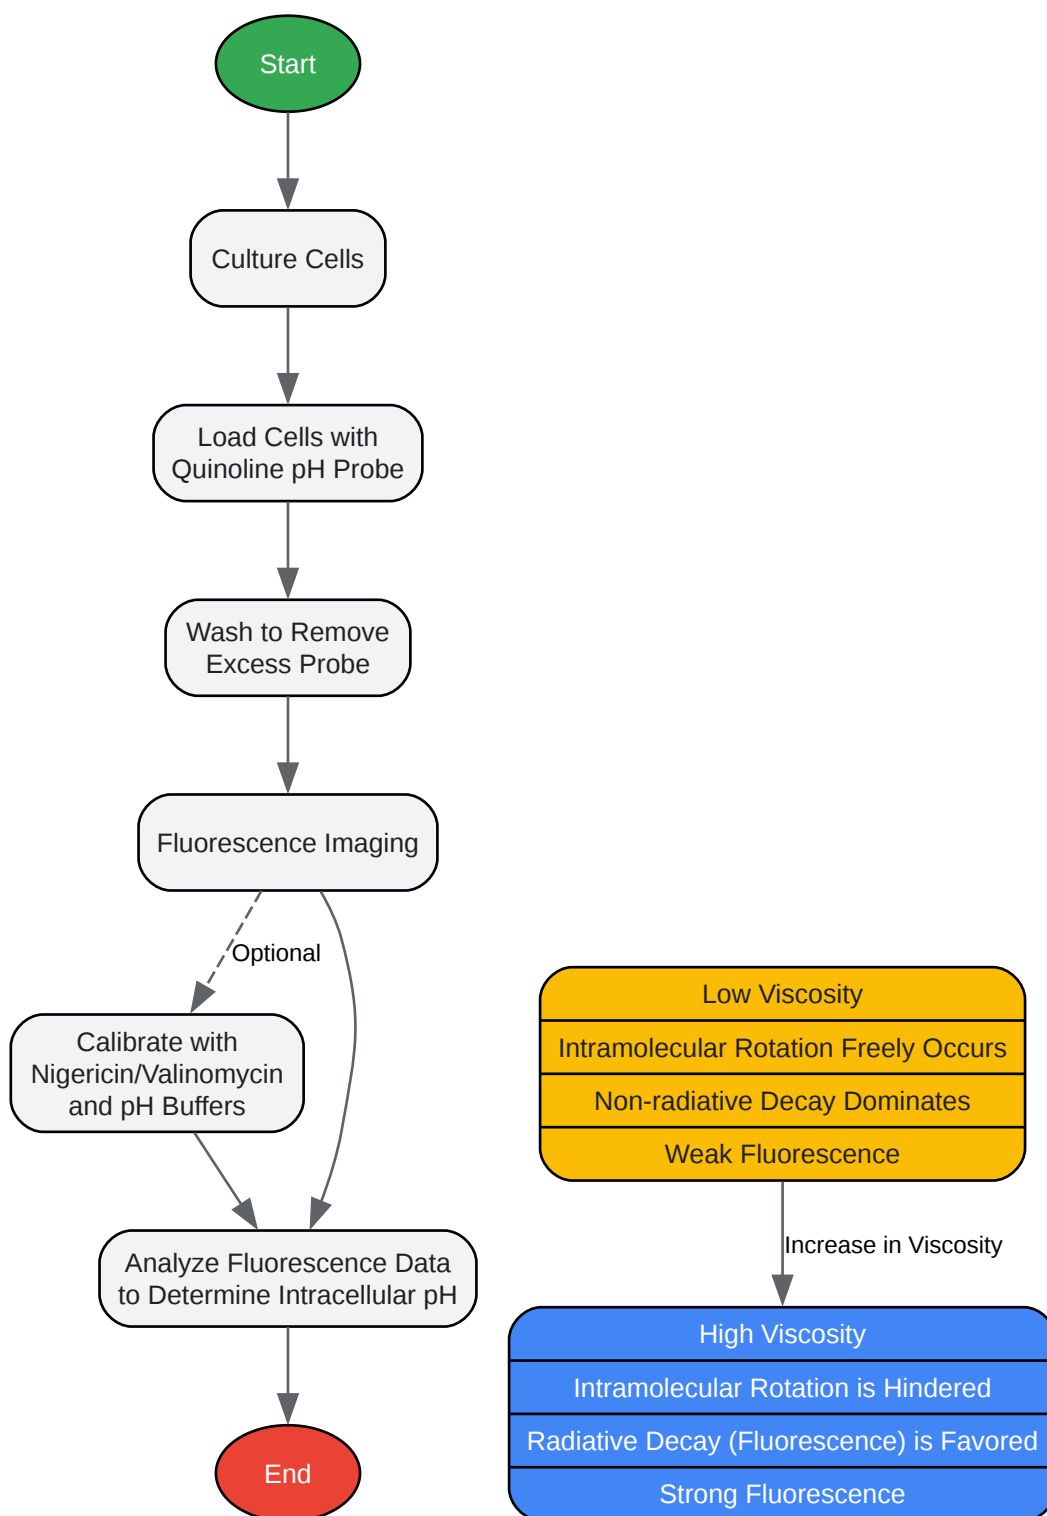 Start
Culture Cells
Load Cells with
Quinoline pH Probe
Wash to Remove
Excess Probe
Fluorescence Imaging
Optional
Calibrate with
Nigericin/Valinomycin
and pH Buffers
Analyze Fluorescence Data
to Determine Intracellular pH
End
Low Viscosity
Intramolecular Rotation Freely Occurs
Non-radiative Decay Dominates
Weak Fluorescence
Increase in Viscosity
High Viscosity
Intramolecular Rotation is Hindered
Radiative Decay (Fluorescence) is Favored
Strong Fluorescence